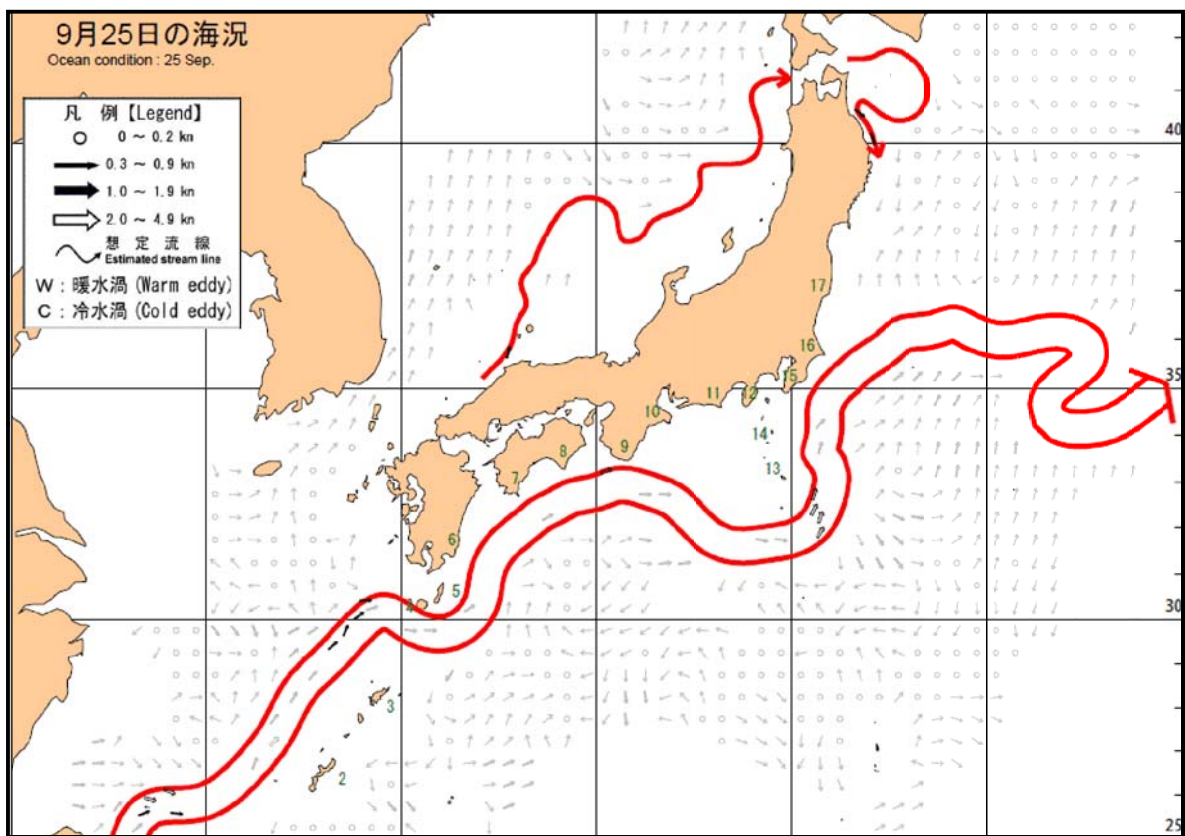 9月25日の海況
Ocean condition : 25 Sep.
凡 例【Legend】
0 ～ 0.2 kn
0.3 ～ 0.9 kn
1.0 ～ 1.9 kn
2.0 ～ 4.9 kn
想 定 流 線
Estimated stream line
W : 暖水渦 (Warm eddy)
C : 冷水渦 (Cold eddy)
40
17
16
35
15
12
11
10
14
9
8
13
7
6
5
4
30
3
2
25